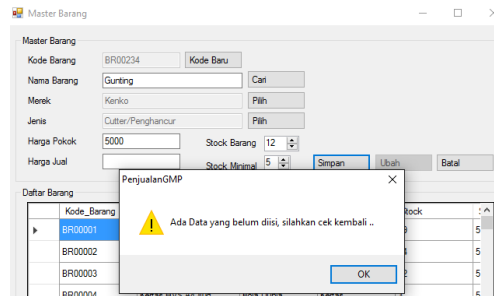 Master Barang
Master Barang
Kode Barang BR00234 Kode Baru
Nama Barang Gunting Cari
Merek Kenko Pilih
Jenis Cutter/Penghancur Pilih
Harga Pokok 5000 Stock Barang 12
Harga Jual Stock Minimal 5 Simpan Ubah Batal
PenjualanGMP
Ada Data yang belum diisi, silahkan cek kembali ..
OK
Daftar Barang
Kode_Barang
BR00001
BR00002
BR00003
BR00004